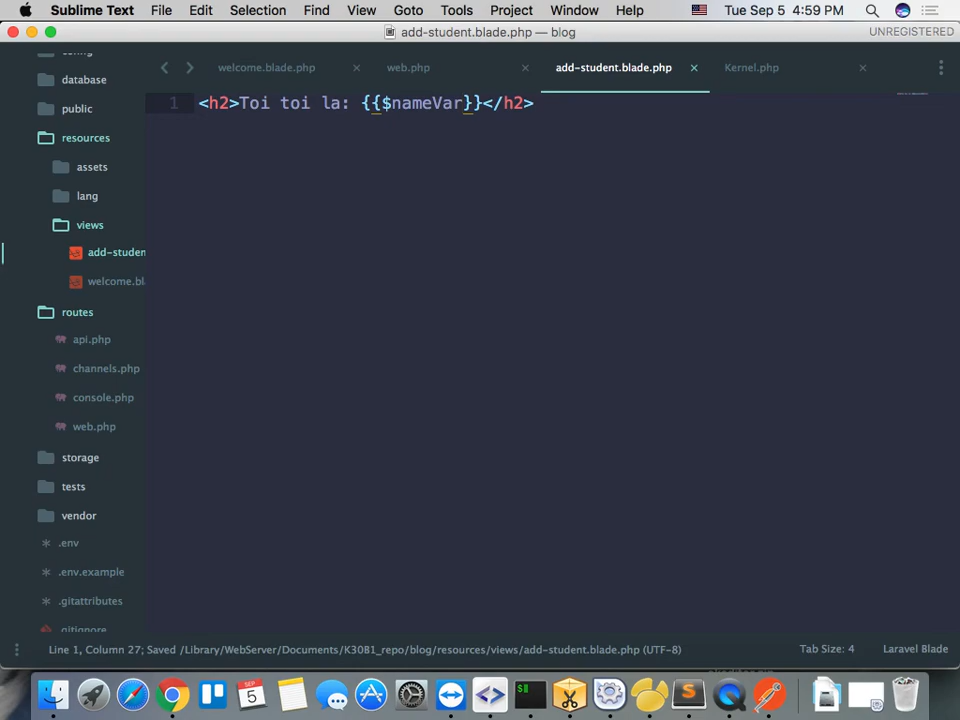 Sublime Text File Edit Selection Find View Goto Tools Project Window Help Tue Sep 5 4:59 PM
add-student.blade.php — blog UNREGISTERED
welcome.blade.php × web.php × add-student.blade.php × Kernel.php ×
1 <h2>Toi toi la: {{$nameVar}}</h2>
database
public
resources
assets
lang
views
add-studen
welcome.bl
routes
api.php
channels.php
console.php
web.php
storage
tests
vendor
.env
.env.example
.gitattributes
.gitignore
Line 1, Column 27; Saved /Library/WebServer/Documents/K30B1_repo/blog/resources/views/add-student.blade.php (UTF-8) Tab Size: 4 Laravel Blade
SEP
5